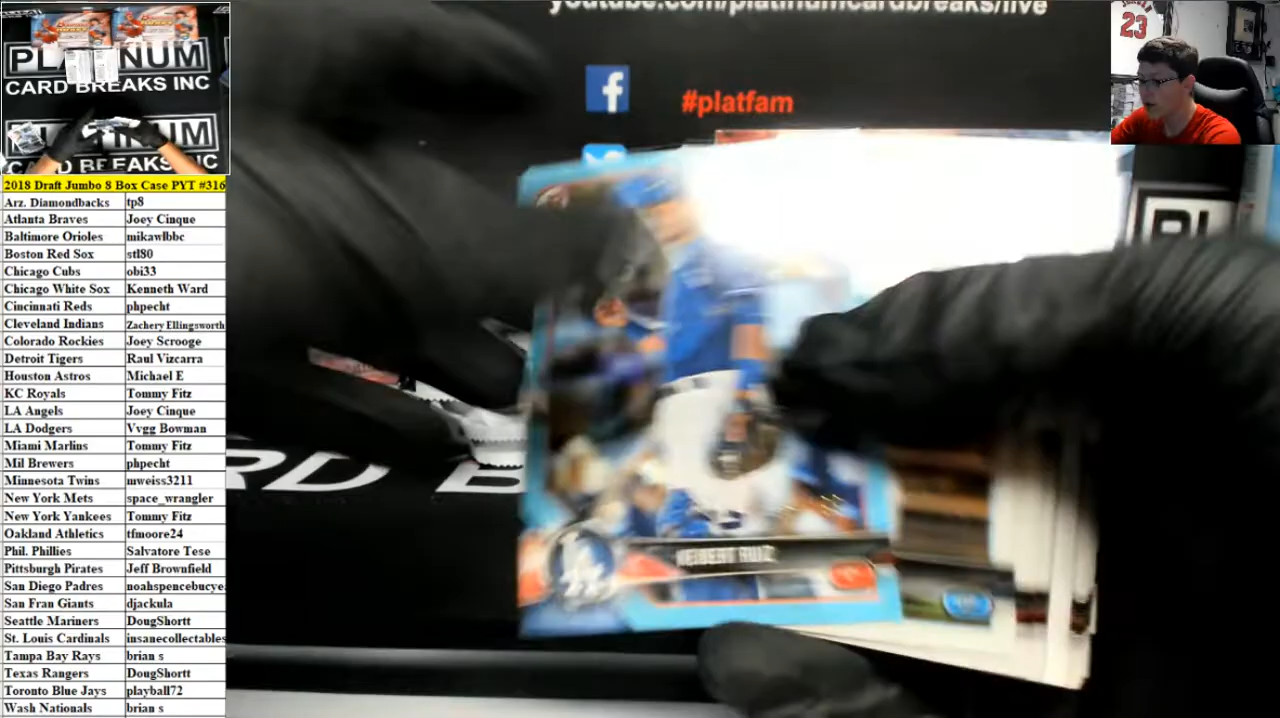 youtube.com/platinumcardbreaks/live
#platfam
23
PLATINUM
CARD BREAKS INC
CARD BREAKS INC
2018 Draft Jumbo 8 Box Case PYT #316
Arz. Diamondbacks tp8
Atlanta Braves Joey Cinque
Baltimore Orioles mikawlbbc
Boston Red Sox stl80
Chicago Cubs obi33
Chicago White Sox Kenneth Ward
Cincinnati Reds phpecht
Cleveland Indians Zachery Ellingsworth
Colorado Rockies Joey Scrooge
Detroit Tigers Raul Vizcarra
Houston Astros Michael E
KC Royals Tommy Fitz
LA Angels Joey Cinque
LA Dodgers Vvgg Bowman
Miami Marlins Tommy Fitz
Mil Brewers phpecht
Minnesota Twins mweiss3211
New York Mets space_wrangler
New York Yankees Tommy Fitz
Oakland Athletics tfmoore24
Phil. Phillies Salvatore Tese
Pittsburgh Pirates Jeff Brownfield
San Diego Padres noahspencebucye
San Fran Giants djackula
Seattle Mariners DougShortt
St. Louis Cardinals insanecollectables
Tampa Bay Rays brian s
Texas Rangers DougShortt
Toronto Blue Jays playball72
Wash Nationals brian s
RD B
KEIBERT RUIZ
LA
PL